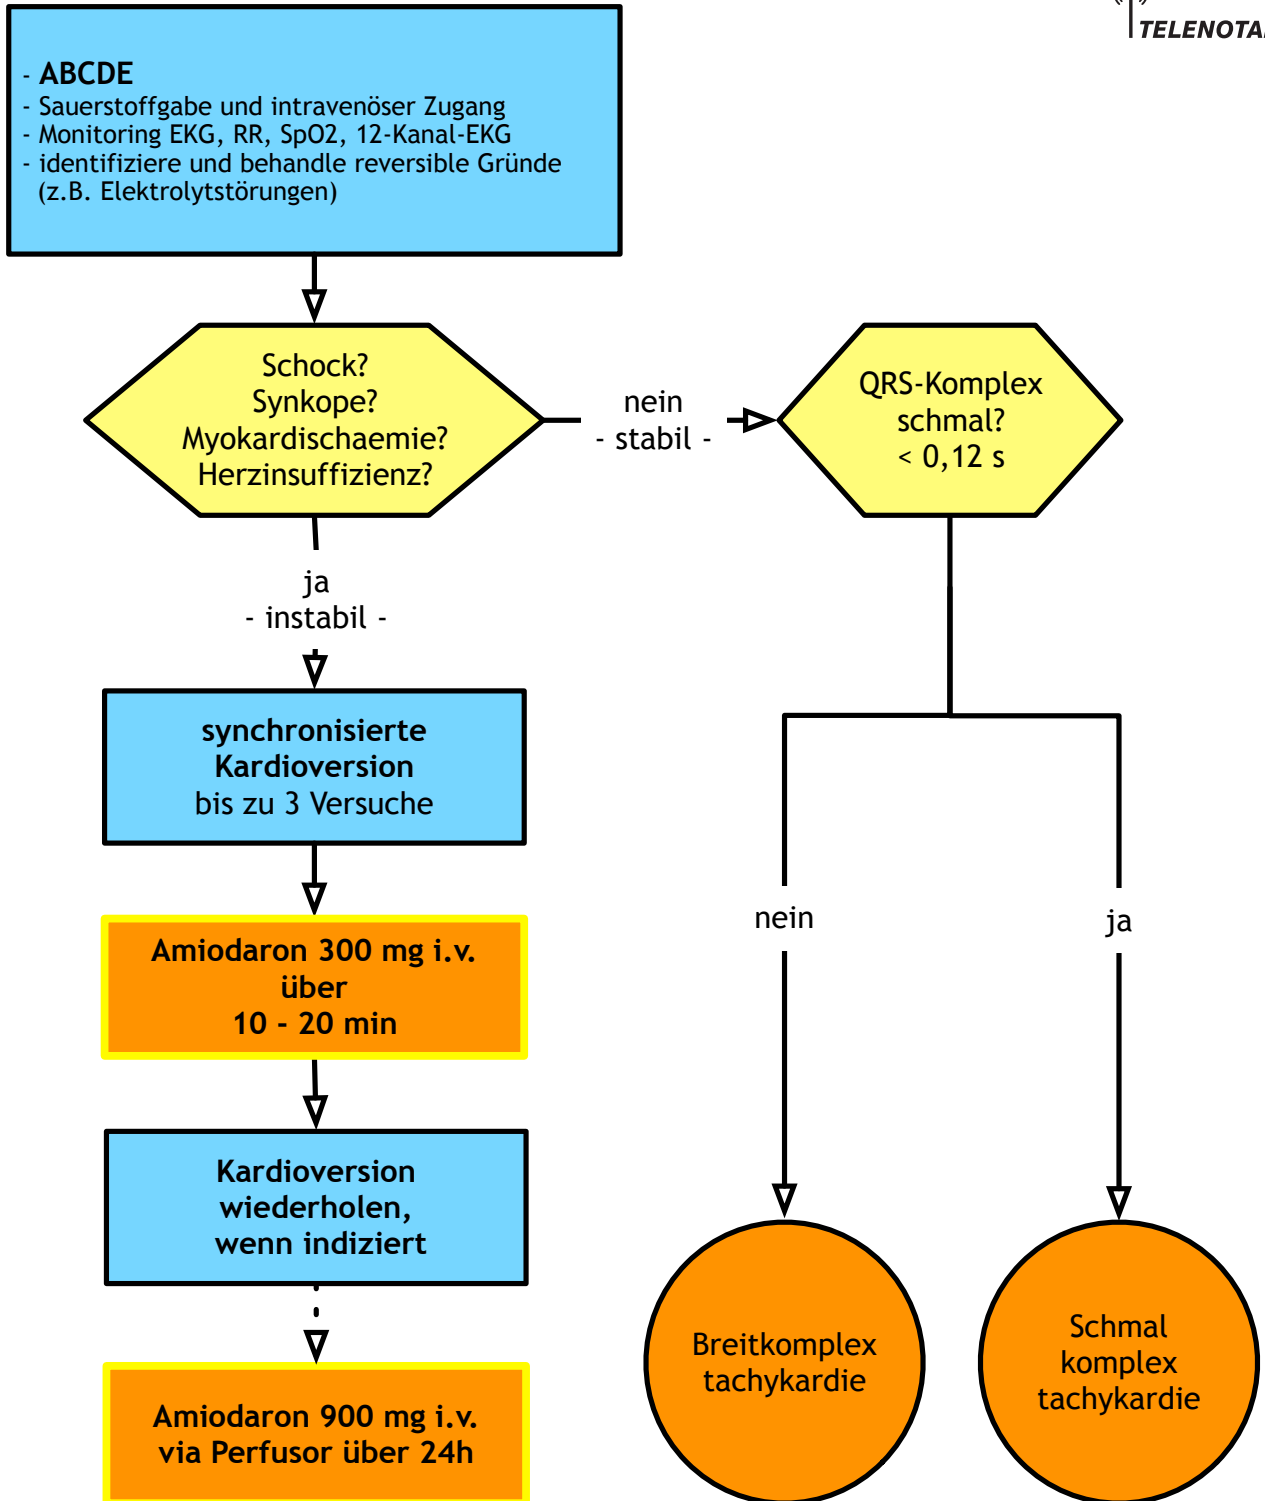 TELENOTA
- ABCDE
- Sauerstoffgabe und intravenöser Zugang
- Monitoring EKG, RR, SpO2, 12-Kanal-EKG
- identifiziere und behandle reversible Gründe
(z.B. Elektrolytstörungen)
Schock?
Synkope?
Myokardischaemie?
Herzinsuffizienz?
nein
- stabil -
QRS-Komplex
schmal?
< 0,12 s
ja
- instabil -
synchronisierte
Kardioversion
bis zu 3 Versuche
Amiodaron 300 mg i.v.
über
10 - 20 min
Kardioversion
wiederholen,
wenn indiziert
Amiodaron 900 mg i.v.
via Perfusor über 24h
nein
ja
Breitkomplex
tachykardie
Schmal
komplex
tachykardie